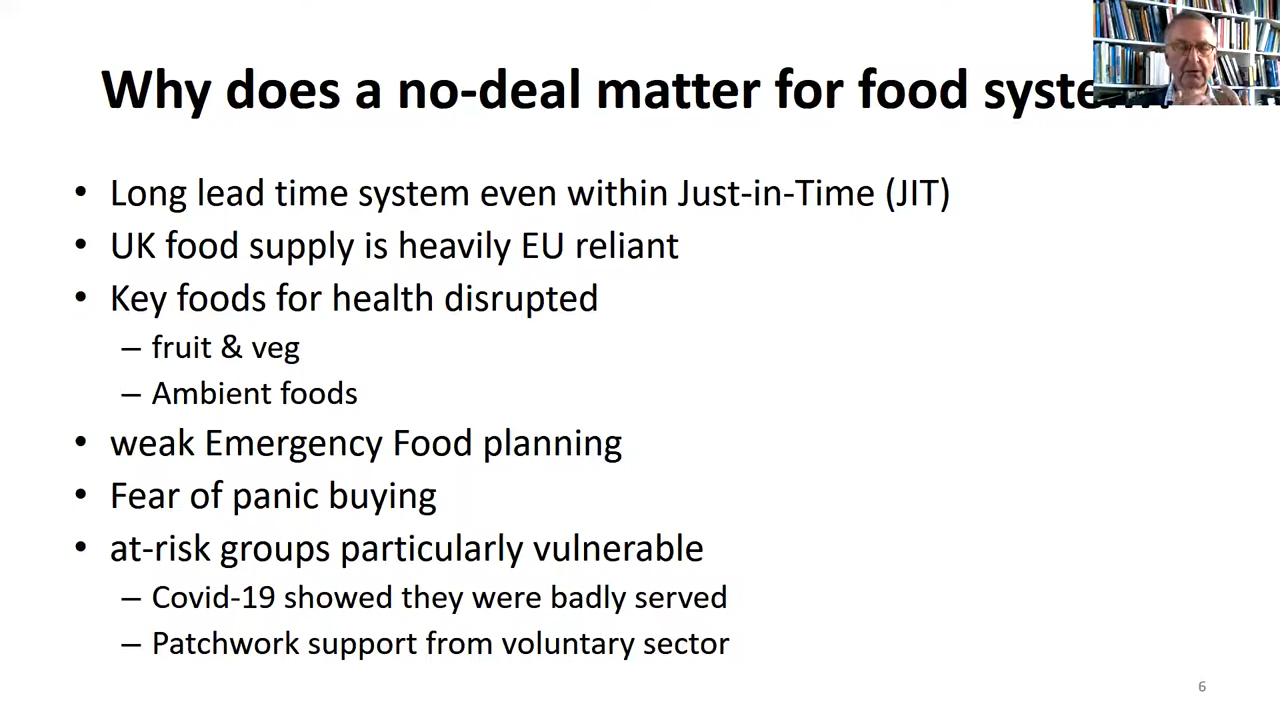 Why does a no-deal matter for food
• Long lead time system even within Just-in-Time (JIT)
• UK food supply is heavily EU reliant
• Key foods for health disrupted
– fruit & veg
– Ambient foods
• weak Emergency Food planning
• Fear of panic buying
• at-risk groups particularly vulnerable
– Covid-19 showed they were badly served
– Patchwork support from voluntary sector
6